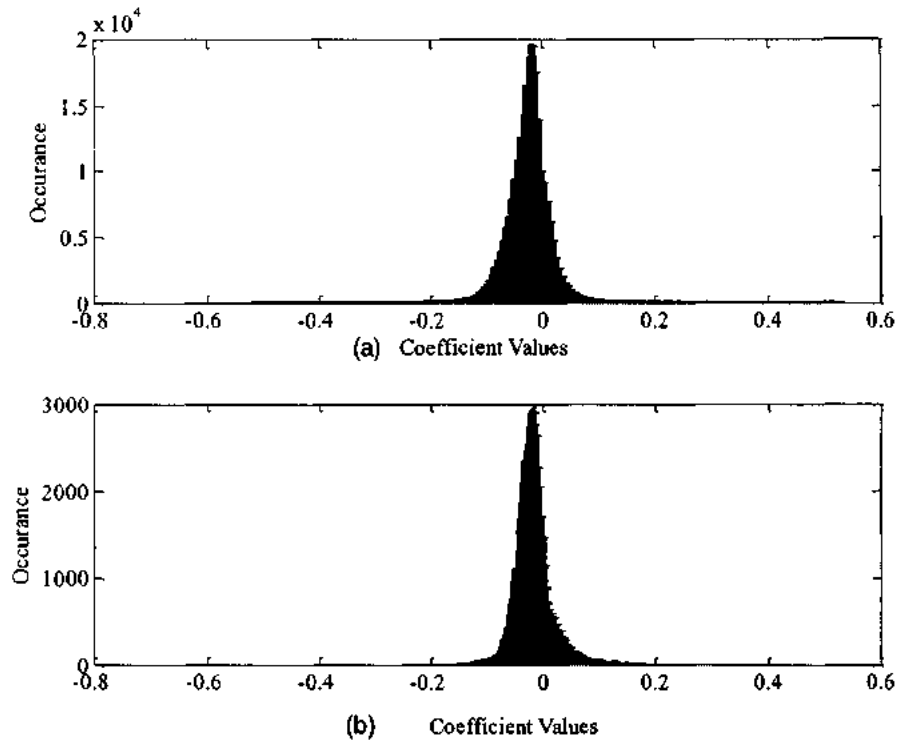 x 10^4
2
1.5
1
0.5
0
Occurance
-0.8 -0.6 -0.4 -0.2 0 0.2 0.4 0.6
(a) Coefficient Values
3000
2000
1000
0
Occurance
-0.8 -0.6 -0.4 -0.2 0 0.2 0.4 0.6
(b) Coefficient Values